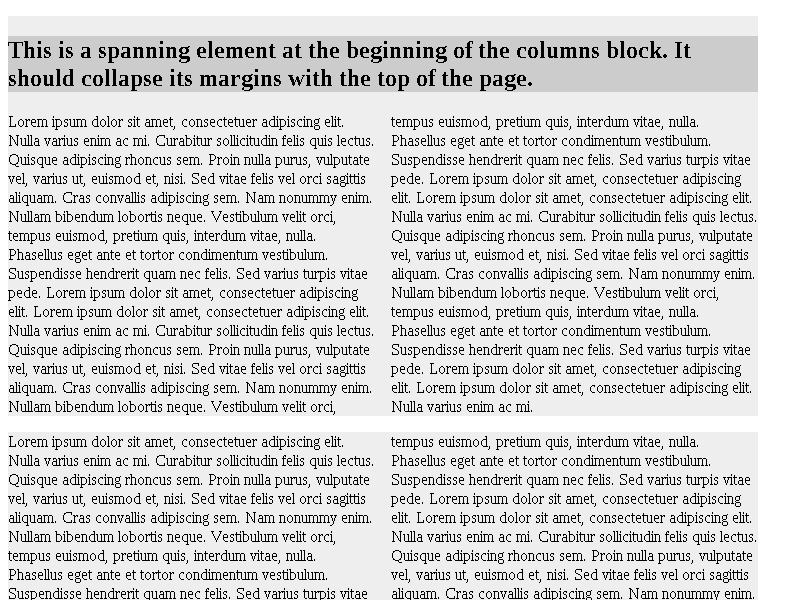 This is a spanning element at the beginning of the columns block. It
should collapse its margins with the top of the page.
Lorem ipsum dolor sit amet, consectetuer adipiscing elit.
Nulla varius enim ac mi. Curabitur sollicitudin felis quis lectus.
Quisque adipiscing rhoncus sem. Proin nulla purus, vulputate
vel, varius ut, euismod et, nisi. Sed vitae felis vel orci sagittis
aliquam. Cras convallis adipiscing sem. Nam nonummy enim.
Nullam bibendum lobortis neque. Vestibulum velit orci,
tempus euismod, pretium quis, interdum vitae, nulla.
Phasellus eget ante et tortor condimentum vestibulum.
Suspendisse hendrerit quam nec felis. Sed varius turpis vitae
pede. Lorem ipsum dolor sit amet, consectetuer adipiscing
elit. Lorem ipsum dolor sit amet, consectetuer adipiscing elit.
Nulla varius enim ac mi. Curabitur sollicitudin felis quis lectus.
Quisque adipiscing rhoncus sem. Proin nulla purus, vulputate
vel, varius ut, euismod et, nisi. Sed vitae felis vel orci sagittis
aliquam. Cras convallis adipiscing sem. Nam nonummy enim.
Nullam bibendum lobortis neque. Vestibulum velit orci,
tempus euismod, pretium quis, interdum vitae, nulla.
Phasellus eget ante et tortor condimentum vestibulum.
Suspendisse hendrerit quam nec felis. Sed varius turpis vitae
pede. Lorem ipsum dolor sit amet, consectetuer adipiscing
elit. Lorem ipsum dolor sit amet, consectetuer adipiscing elit.
Nulla varius enim ac mi. Curabitur sollicitudin felis quis lectus.
Quisque adipiscing rhoncus sem. Proin nulla purus, vulputate
vel, varius ut, euismod et, nisi. Sed vitae felis vel orci sagittis
aliquam. Cras convallis adipiscing sem. Nam nonummy enim.
Nullam bibendum lobortis neque. Vestibulum velit orci,
tempus euismod, pretium quis, interdum vitae, nulla.
Phasellus eget ante et tortor condimentum vestibulum.
Suspendisse hendrerit quam nec felis. Sed varius turpis vitae
pede. Lorem ipsum dolor sit amet, consectetuer adipiscing
elit. Lorem ipsum dolor sit amet, consectetuer adipiscing elit.
Nulla varius enim ac mi.
Lorem ipsum dolor sit amet, consectetuer adipiscing elit.
Nulla varius enim ac mi. Curabitur sollicitudin felis quis lectus.
Quisque adipiscing rhoncus sem. Proin nulla purus, vulputate
vel, varius ut, euismod et, nisi. Sed vitae felis vel orci sagittis
aliquam. Cras convallis adipiscing sem. Nam nonummy enim.
Nullam bibendum lobortis neque. Vestibulum velit orci,
tempus euismod, pretium quis, interdum vitae, nulla.
Phasellus eget ante et tortor condimentum vestibulum.
Suspendisse hendrerit quam nec felis. Sed varius turpis vitae
tempus euismod, pretium quis, interdum vitae, nulla.
Phasellus eget ante et tortor condimentum vestibulum.
Suspendisse hendrerit quam nec felis. Sed varius turpis vitae
pede. Lorem ipsum dolor sit amet, consectetuer adipiscing
elit. Lorem ipsum dolor sit amet, consectetuer adipiscing elit.
Nulla varius enim ac mi. Curabitur sollicitudin felis quis lectus.
Quisque adipiscing rhoncus sem. Proin nulla purus, vulputate
vel, varius ut, euismod et, nisi. Sed vitae felis vel orci sagittis
aliquam. Cras convallis adipiscing sem. Nam nonummy enim.